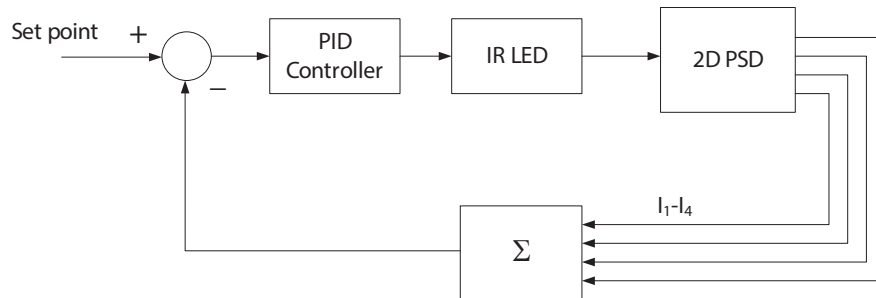 Set point
+
−
PID
Controller
IR LED
2D PSD
I1-I4
Σ